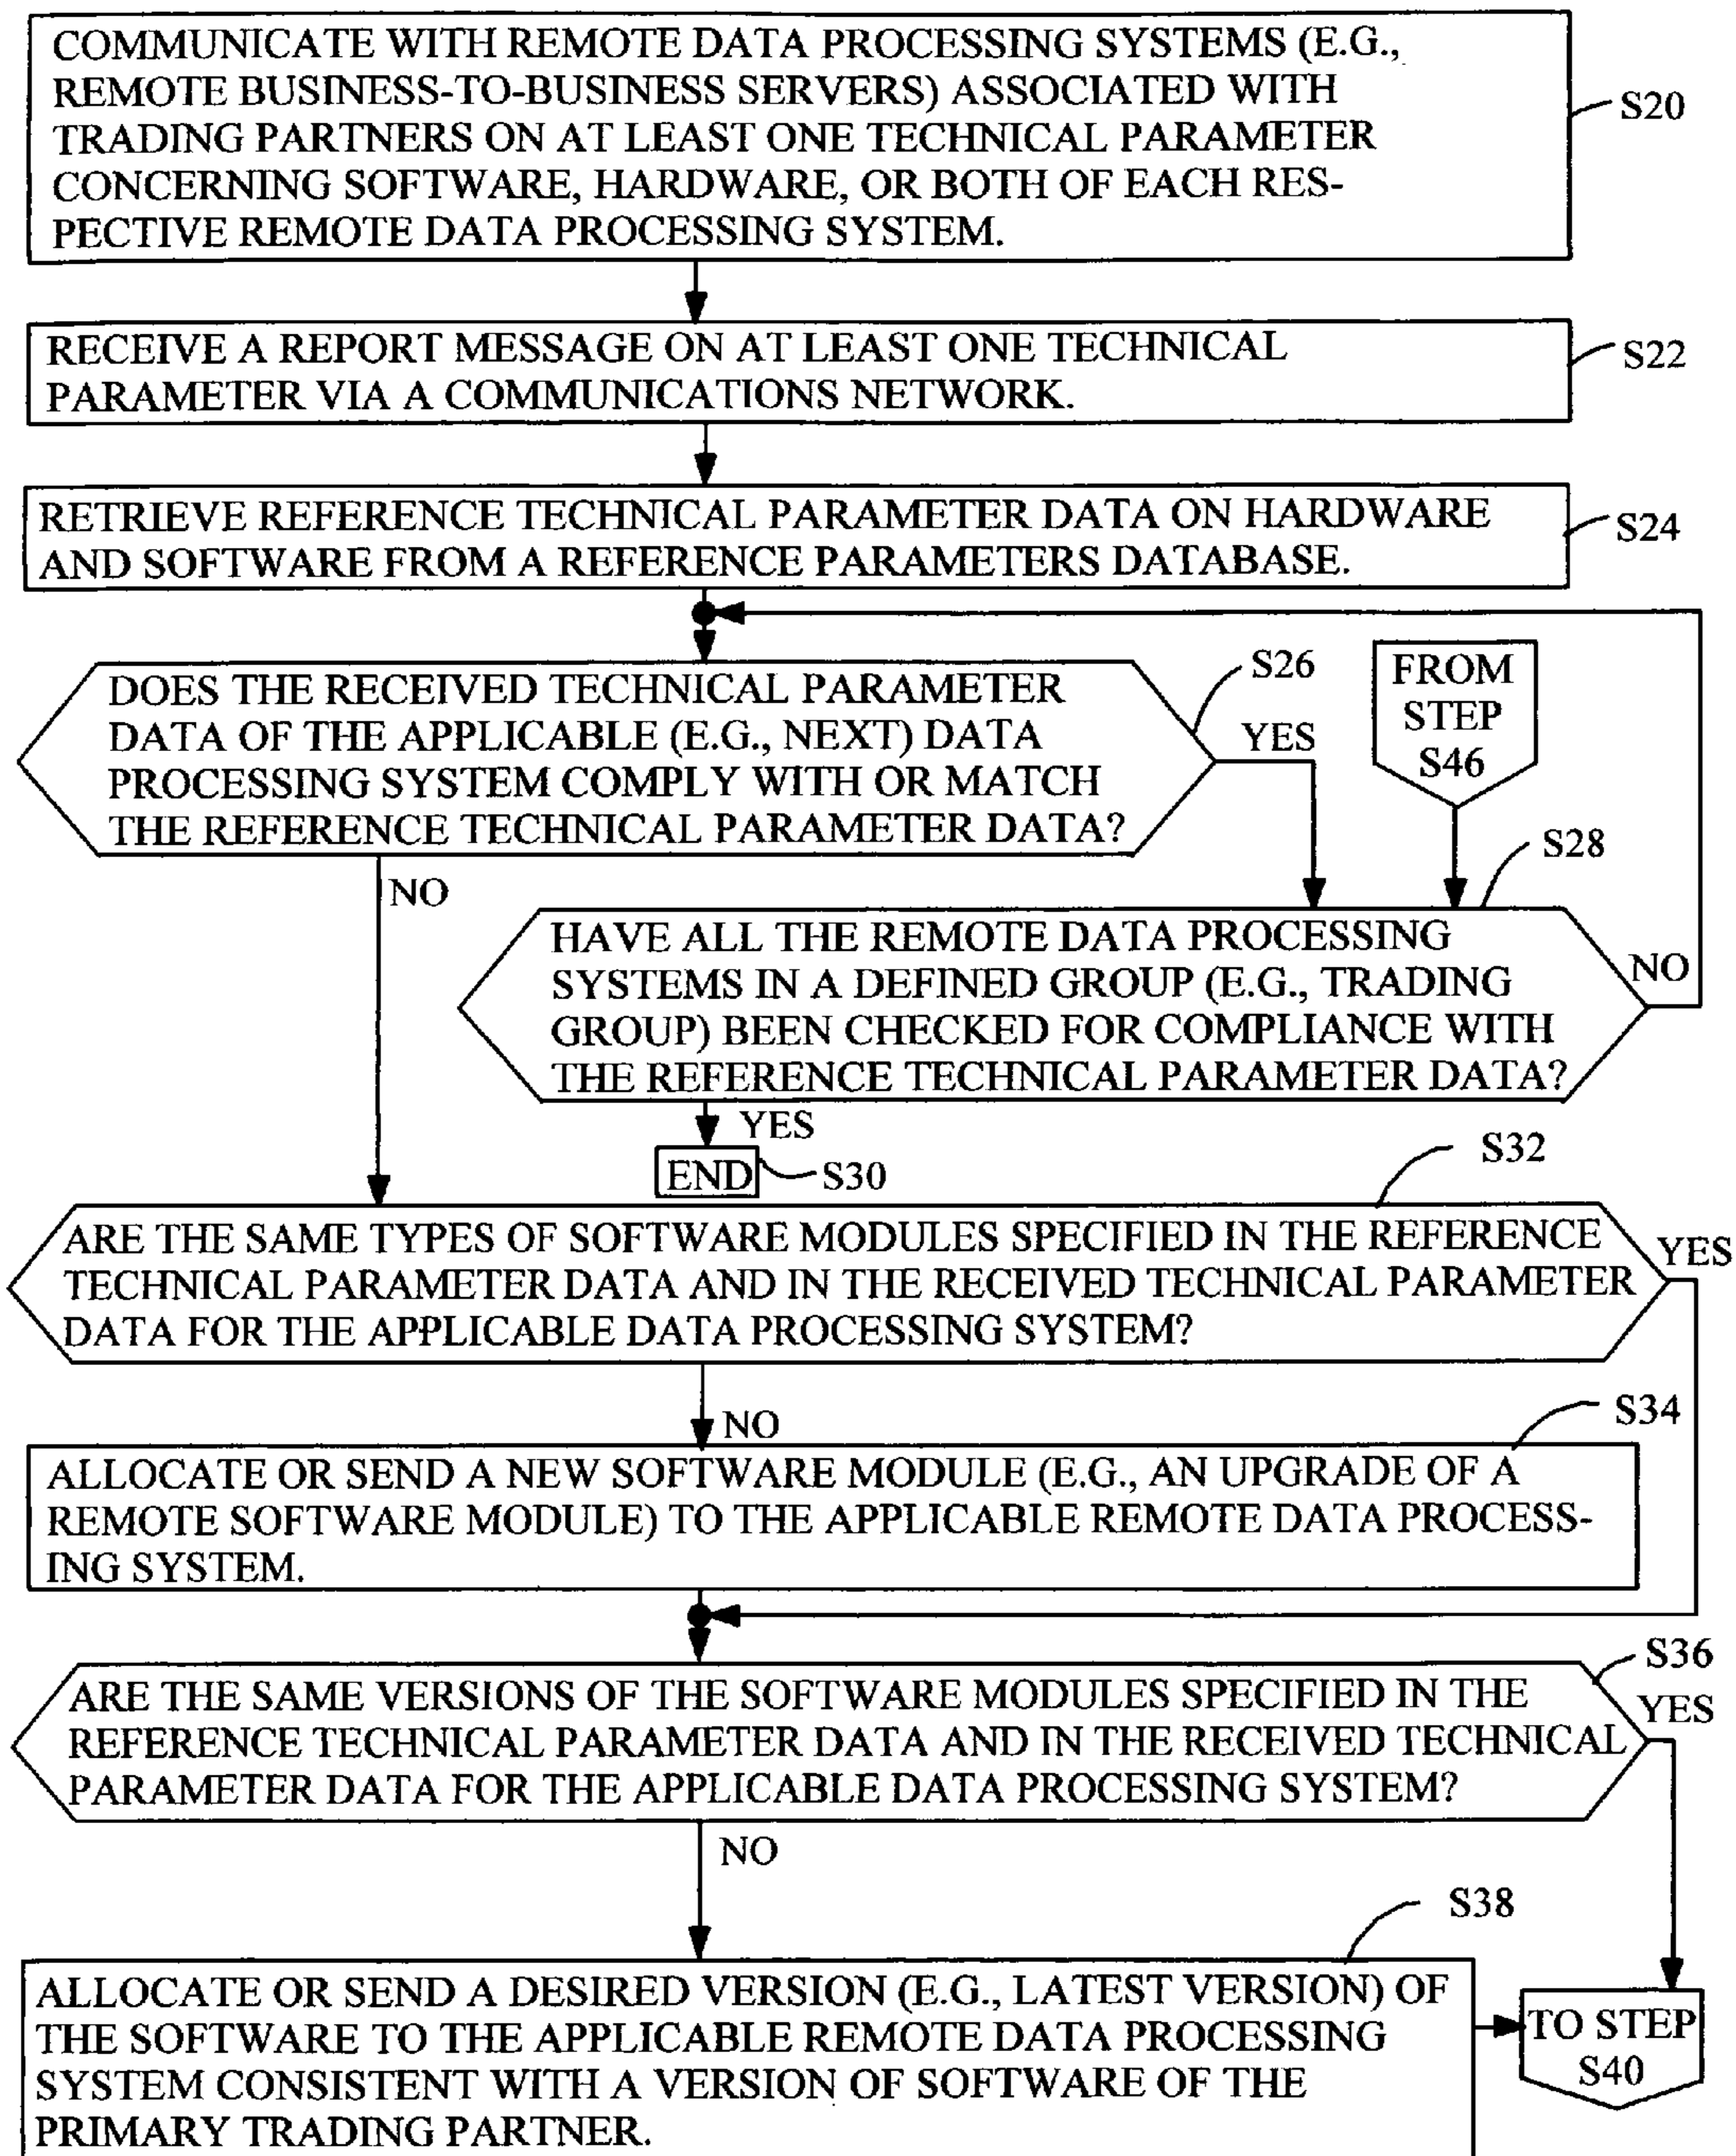 COMMUNICATE WITH REMOTE DATA PROCESSING SYSTEMS (E.G.,
REMOTE BUSINESS-TO-BUSINESS SERVERS) ASSOCIATED WITH
TRADING PARTNERS ON AT LEAST ONE TECHNICAL PARAMETER
CONCERNING SOFTWARE, HARDWARE, OR BOTH OF EACH RES-
PECTIVE REMOTE DATA PROCESSING SYSTEM.
S20
RECEIVE A REPORT MESSAGE ON AT LEAST ONE TECHNICAL
PARAMETER VIA A COMMUNICATIONS NETWORK.
S22
RETRIEVE REFERENCE TECHNICAL PARAMETER DATA ON HARDWARE
AND SOFTWARE FROM A REFERENCE PARAMETERS DATABASE.
S24
DOES THE RECEIVED TECHNICAL PARAMETER
DATA OF THE APPLICABLE (E.G., NEXT) DATA
PROCESSING SYSTEM COMPLY WITH OR MATCH
THE REFERENCE TECHNICAL PARAMETER DATA?
S26
YES
FROM
STEP
S46
NO
S28
HAVE ALL THE REMOTE DATA PROCESSING
SYSTEMS IN A DEFINED GROUP (E.G., TRADING
GROUP) BEEN CHECKED FOR COMPLIANCE WITH
THE REFERENCE TECHNICAL PARAMETER DATA?
NO
YES
END
S30
S32
ARE THE SAME TYPES OF SOFTWARE MODULES SPECIFIED IN THE REFERENCE
TECHNICAL PARAMETER DATA AND IN THE RECEIVED TECHNICAL PARAMETER
DATA FOR THE APPLICABLE DATA PROCESSING SYSTEM?
YES
NO
S34
ALLOCATE OR SEND A NEW SOFTWARE MODULE (E.G., AN UPGRADE OF A
REMOTE SOFTWARE MODULE) TO THE APPLICABLE REMOTE DATA PROCESS-
ING SYSTEM.
S36
ARE THE SAME VERSIONS OF THE SOFTWARE MODULES SPECIFIED IN THE
REFERENCE TECHNICAL PARAMETER DATA AND IN THE RECEIVED TECHNICAL
PARAMETER DATA FOR THE APPLICABLE DATA PROCESSING SYSTEM?
YES
NO
S38
ALLOCATE OR SEND A DESIRED VERSION (E.G., LATEST VERSION) OF
THE SOFTWARE TO THE APPLICABLE REMOTE DATA PROCESSING
SYSTEM CONSISTENT WITH A VERSION OF SOFTWARE OF THE
PRIMARY TRADING PARTNER.
TO STEP
S40